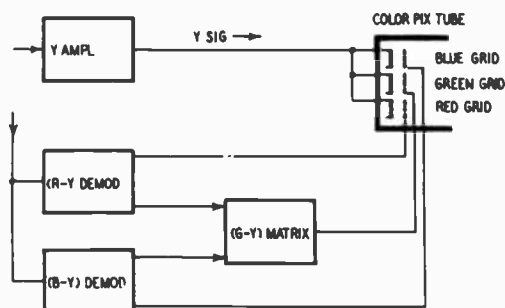 COLOR PIX TUBE
Y AMPL
Y SIG
BLUE GRID
GREEN GRID
RED GRID
(R-Y DEMOD
(G-Y) MATRIX
(B-Y) DEMOD